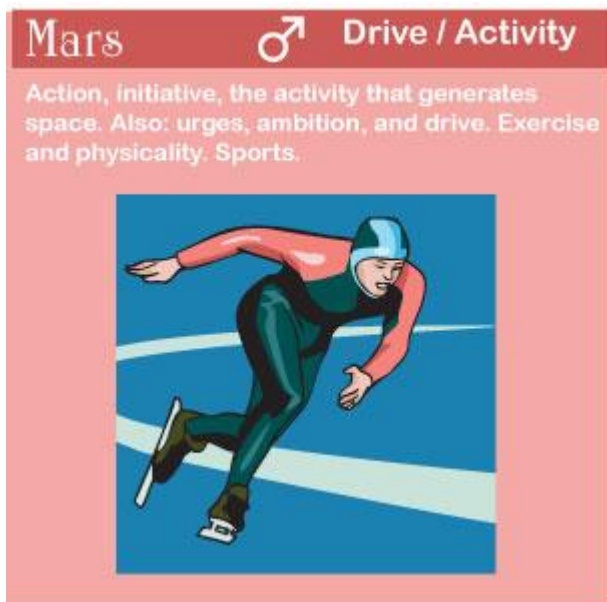 Mars ♂ Drive / Activity
Action, initiative, the activity that generates
space. Also: urges, ambition, and drive. Exercise
and physicality. Sports.